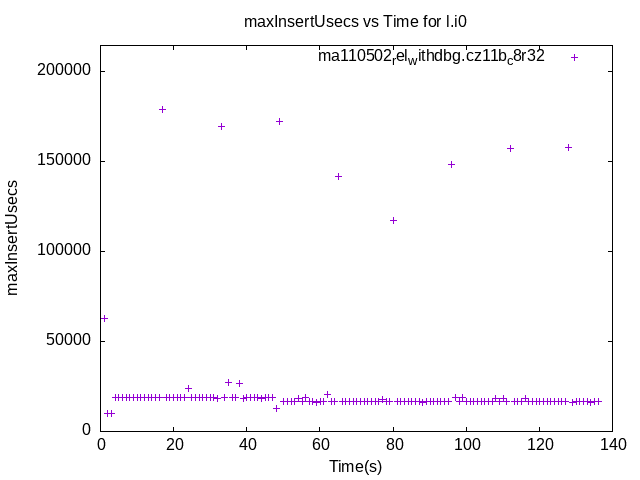 maxInsertUsecs vs Time for l.i0
ma110502relwithdbg.cz11bc8r32
200000
150000
100000
50000
0
maxInsertUsecs
0 20 40 60 80 100 120 140
Time(s)